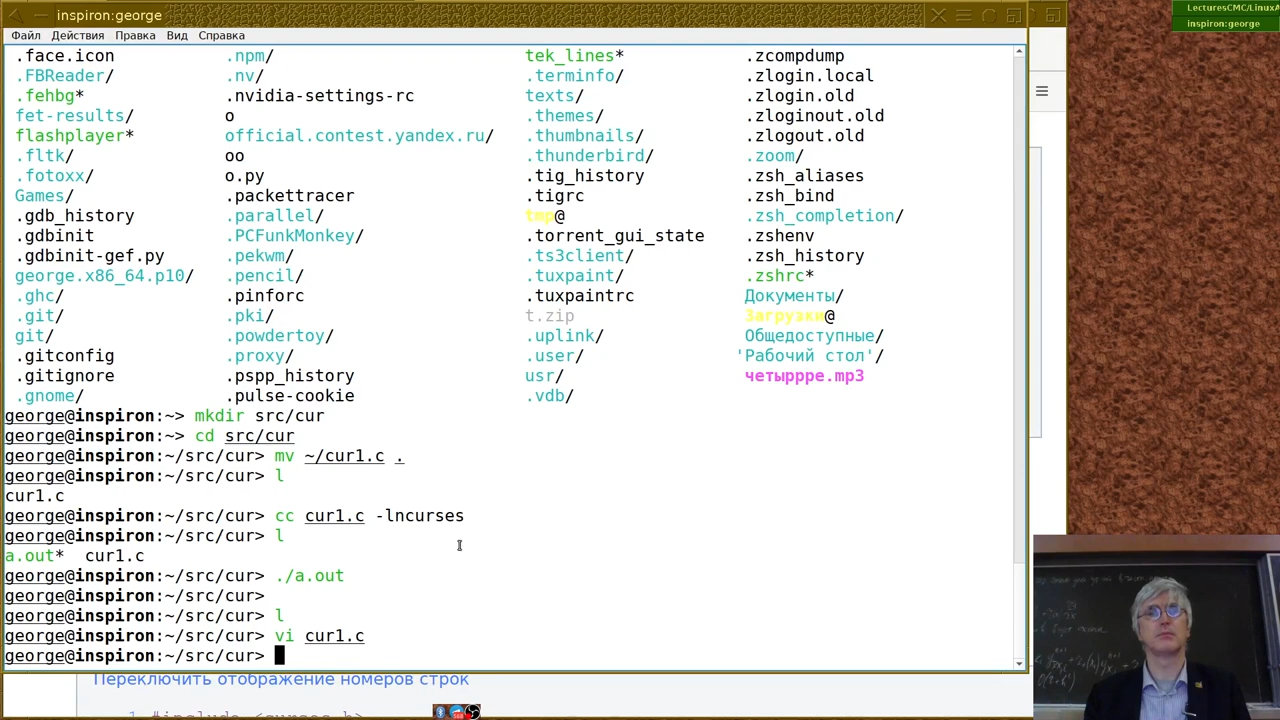 inspiron:george
LecturesCMC/LinuxA
inspiron:george
Файл Действия Правка Вид Справка
.face.icon .npm/ tek_lines* .zcompdump
.FBReader/ .nv/ .terminfo/ .zlogin.local
.fehbg* .nvidia-settings-rc texts/ .zlogin.old
fet-results/ o .themes/ .zloginout.old
flashplayer* official.contest.yandex.ru/ .thumbnails/ .zlogout.old
.fltk/ oo .thunderbird/ .zoom/
.fotoxx/ o.py .tig_history .zsh_aliases
Games/ .packettracer .tigrc .zsh_bind
.gdb_history .parallel/ tmp@ .zsh_completion/
.gdbinit .PCFunkMonkey/ .torrent_gui_state .zshenv
.gdbinit-gef.py .pekwm/ .ts3client/ .zsh_history
george.x86_64.p10/ .pencil/ .tuxpaint/ .zshrc*
.ghc/ .pinforc .tuxpaintrc Документы/
.git/ .pki/ t.zip Загрузки@
git/ .powdertoy/ .uplink/ Общедоступные/
.gitconfig .proxy/ .user/ 'Рабочий стол'/
.gitignore .pspp_history usr/ четырррe.mp3
.gnome/ .pulse-cookie .vdb/
george@inspiron:~> mkdir src/cur
george@inspiron:~> cd src/cur
george@inspiron:~/src/cur> mv ~/cur1.c .
george@inspiron:~/src/cur> l
cur1.c
george@inspiron:~/src/cur> cc cur1.c -lncurses
george@inspiron:~/src/cur> l
a.out* cur1.c
george@inspiron:~/src/cur> ./a.out
george@inspiron:~/src/cur>
george@inspiron:~/src/cur> l
george@inspiron:~/src/cur> vi cur1.c
george@inspiron:~/src/cur>
Переключить отображение номеров строк
1 #include <curses.h>